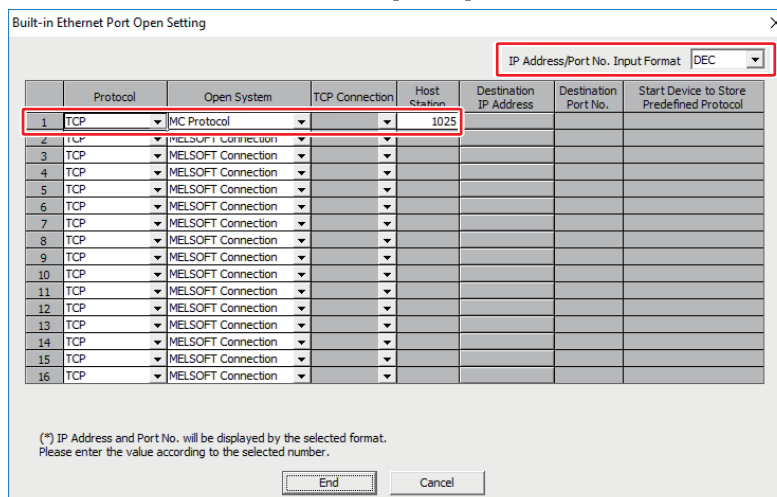 Built-in Ethernet Port Open Setting
IP Address/Port No. Input Format DEC
Protocol Open System TCP Connection Host Station Destination IP Address Destination Port No. Start Device to Store Predefined Protocol
1 TCP MC Protocol 1025
2 TCP MELSOFT Connection
3 TCP MELSOFT Connection
4 TCP MELSOFT Connection
5 TCP MELSOFT Connection
6 TCP MELSOFT Connection
7 TCP MELSOFT Connection
8 TCP MELSOFT Connection
9 TCP MELSOFT Connection
10 TCP MELSOFT Connection
11 TCP MELSOFT Connection
12 TCP MELSOFT Connection
13 TCP MELSOFT Connection
14 TCP MELSOFT Connection
15 TCP MELSOFT Connection
16 TCP MELSOFT Connection
(*) IP Address and Port No. will be displayed by the selected format.
Please enter the value according to the selected number.
End Cancel